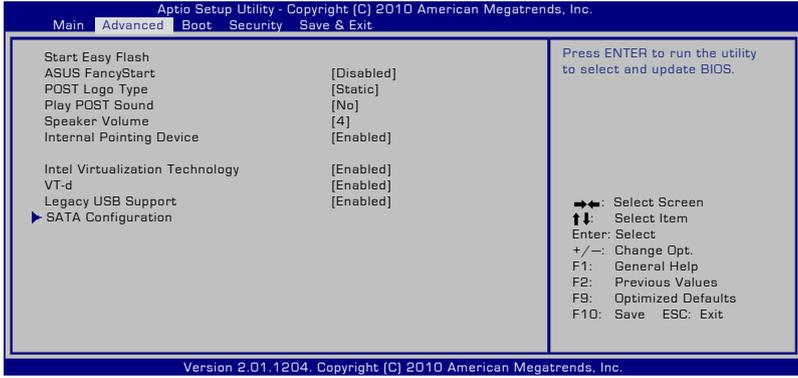 Aptio Setup Utility - Copyright (C) 2010 American Megatrends, Inc.
Main Advanced Boot Security Save & Exit
Start Easy Flash
ASUS FancyStart [Disabled]
POST Logo Type [Static]
Play POST Sound [No]
Speaker Volume [4]
Internal Pointing Device [Enabled]
Intel Virtualization Technology [Enabled]
VT-d [Enabled]
Legacy USB Support [Enabled]
SATA Configuration
Press ENTER to run the utility
to select and update BIOS.
→←: Select Screen
↑↓: Select Item
Enter: Select
+/—: Change Opt.
F1: General Help
F2: Previous Values
F9: Optimized Defaults
F10: Save ESC: Exit
Version 2.01.1204. Copyright (C) 2010 American Megatrends, Inc.